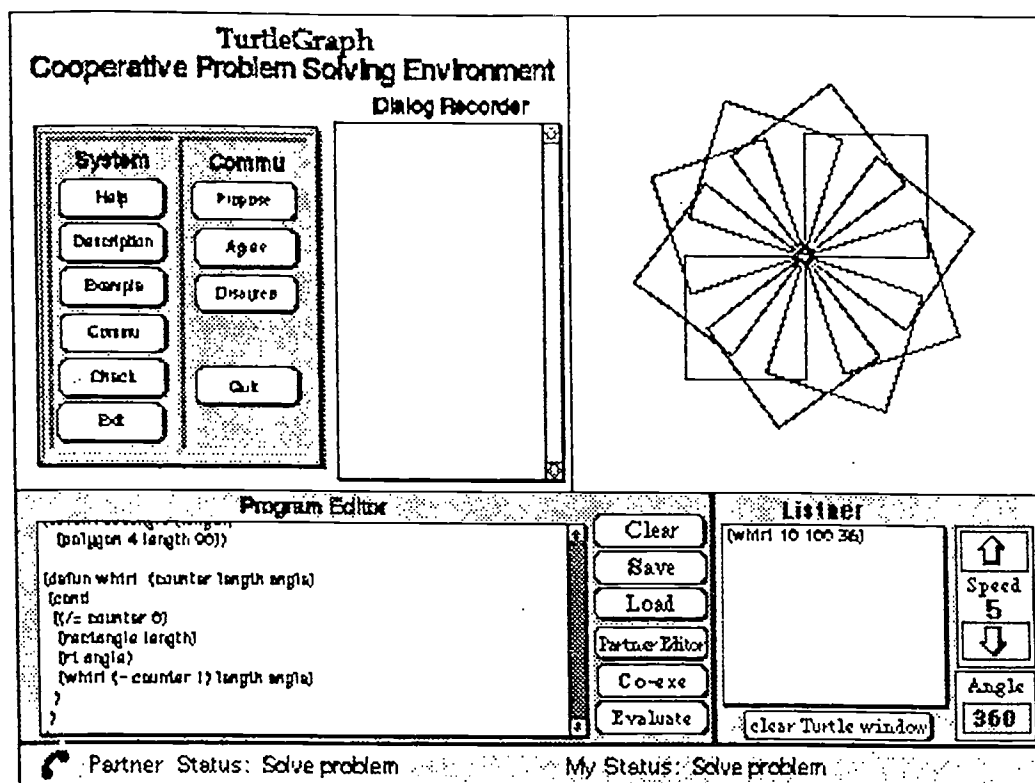 TurtleGraph
Cooperative Problem Solving Environment
Dialog Recorder
System
Help
Description
Example
Commu
Check
Exit
Commu
Propose
Agree
Disagree
Quit
Program Editor
(polygon 4 length 90))
(defun whirl (counter length angle)
(cond
((/= counter 0)
(rectangle length)
(rt angle)
(whirl (- counter 1) length angle)
)
)
Clear
Save
Load
Partner Editor
Co-exe
Evaluate
Listner
(whirl 10 100 36)
clear Turtle window
Speed
5
Angle
360
Partner Status: Solve problem
My Status: Solve problem